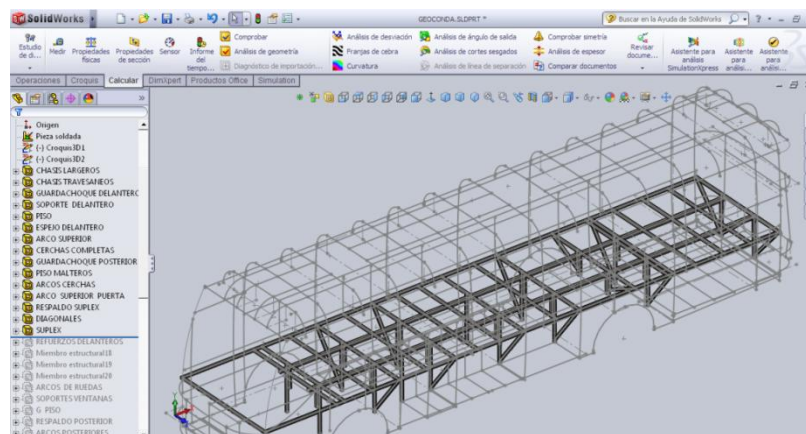 SolidWorks
GEOCONDA.SLDPRT *
Buscar en la Ayuda de SolidWorks
Estudio de di...
Medir
Propiedades físicas
Propiedades de sección
Sensor
Informe del tiempo...
Comprobar
Análisis de geometría
Diagnóstico de importación...
Análisis de desviación
Franjas de cebra
Curvatura
Análisis de ángulo de salida
Análisis de cortes sesgados
Análisis de línea de separación
Comprobar simetría
Análisis de espesor
Comparar documentos
Revisar docume...
Asistente para análisis SimulationXpress
Asistente para análisi...
Asistente para anális...
Operaciones Croquis Calcular DimXpert Productos Office Simulation
Origen
Pieza soldada
(-) Croquis3D1
(-) Croquis3D2
CHASIS LARGEROS
CHASIS TRAVESANEOS
GUARDACHOQUE DELANTERO
SOPORTE DELANTERO
PISO
ESPEJO DELANTERO
ARCO SUPERIOR
CERCHAS COMPLETAS
GUARDACHOQUE POSTERIOR
PISO MALTEROS
ARCOS CERCHAS
ARCO SUPERIOR PUERTA
RESPALDO SUPLEX
DIAGONALES
SUPLEX
REFUERZOS DELANTEROS
Miembro estructural18
Miembro estructural19
Miembro estructural20
ARCOS DE RUEDAS
SOPORTES VENTANAS
G PISO
RESPALDO POSTERIOR
ARCOS POSTERIORES